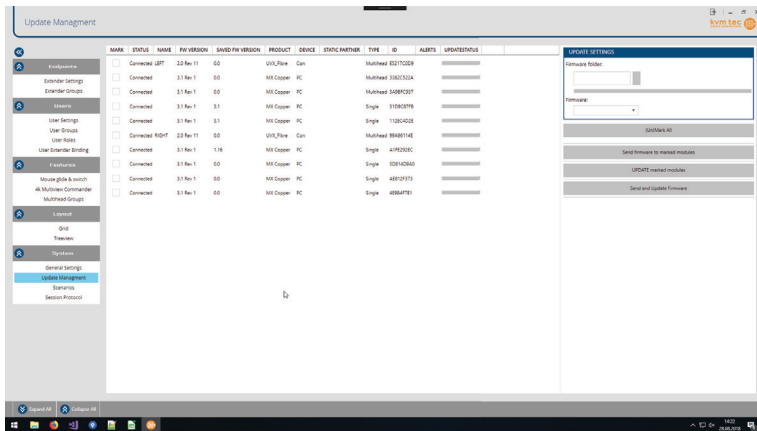 Update Managment
kvm tec
MARK STATUS NAME FW VERSION SAVED FW VERSION PRODUCT DEVICE STATIC PARTNER TYPE ID ALERTS UPDATESTATUS
Connected LEFT 2.0 Rev 11 0.0 UVX_Fibre Con Multihead E5217C0D9
Connected 3.1 Rev 1 0.0 MX Copper PC Multihead 3382C522A
Connected 3.1 Rev 1 0.0 MX Copper PC Multihead
Connected 3.1 Rev 1 3.1 MX Copper PC Single
Connected 3.1 Rev 1 3.1 MX Copper PC Single
Connected RIGHT 2.0 Rev 11 0.0 UVX_Fibre Con Multihead
Connected 3.1 Rev 1 1.16 MX Copper PC Single
Connected 3.1 Rev 1 0.0 MX Copper PC Single
Connected 3.1 Rev 1 0.0 MX Copper PC Single
Connected 3.1 Rev 1 0.0 MX Copper PC Single
Endpoints
Extender Settings
Extender Groups
Users
User Settings
User Groups
User Roles
User Extender Binding
Features
Mouse glide & switch
4k Multiview Commander
Multihead Groups
Layout
Grid
Treeview
System
General Settings
Update Managment
Scenarios
Session Protocol
UPDATE SETTINGS
Firmware folder:
Firmware:
(Un)Mark All
Send firmware to marked modules
UPDATE marked modules
Send and Update Firmware
Expand All Collapse All
14:22
28.08.2018